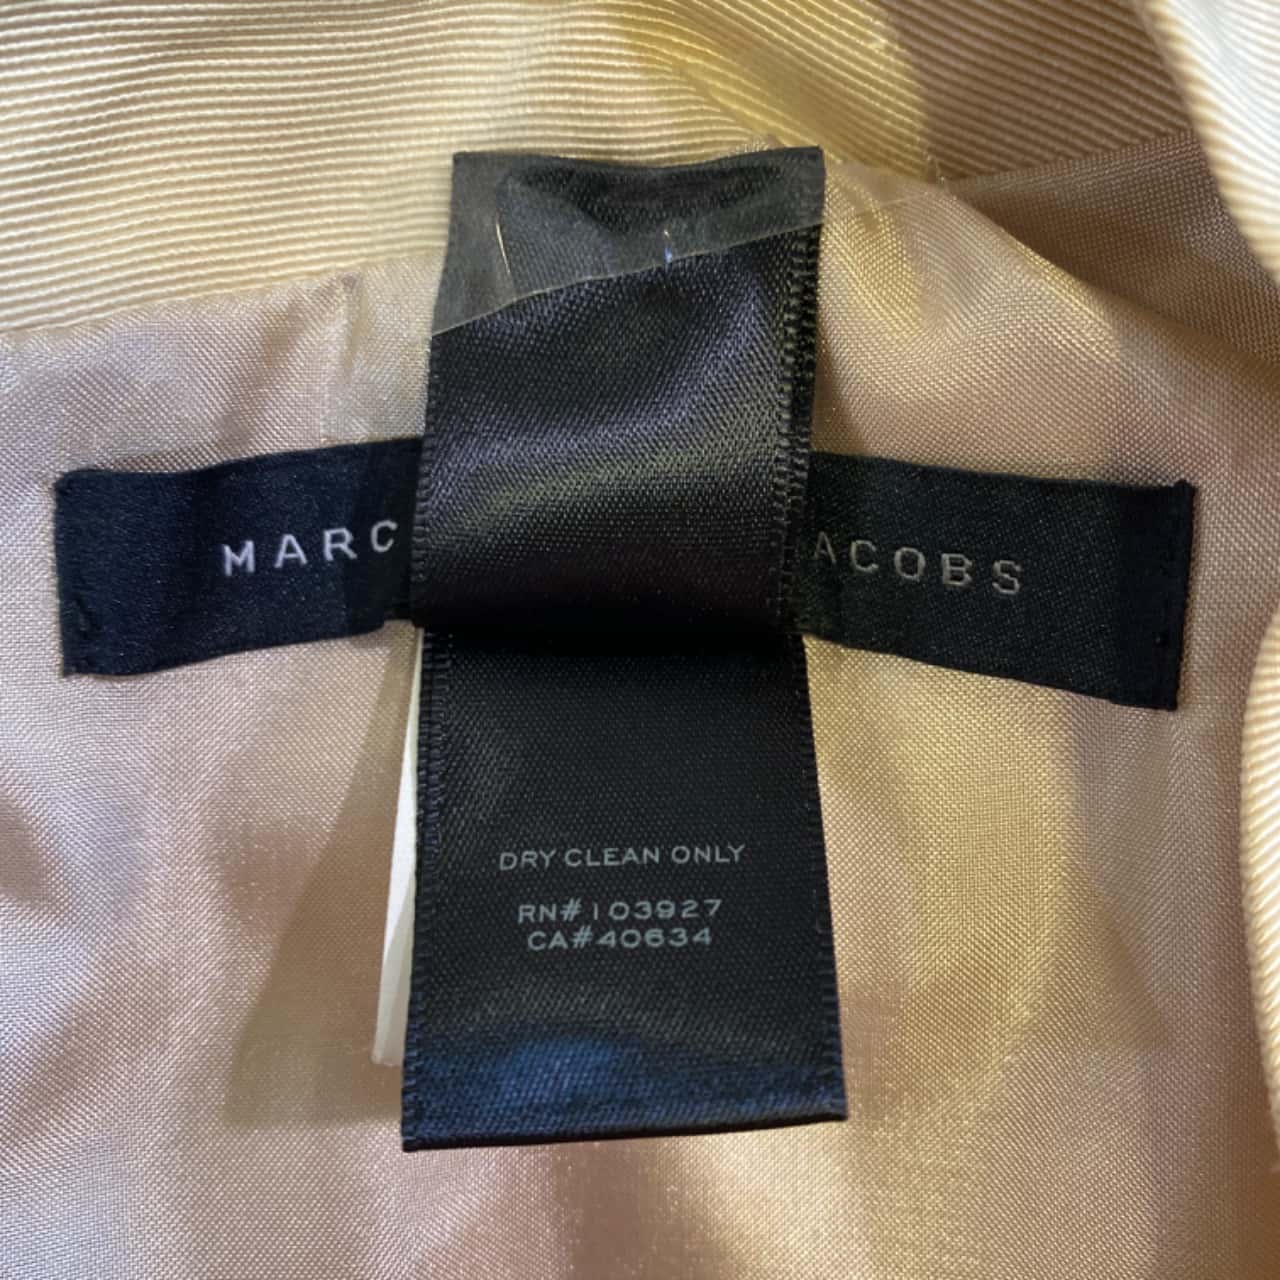 MARC ACOBS
DRY CLEAN ONLY
RN#103927
CA#40634